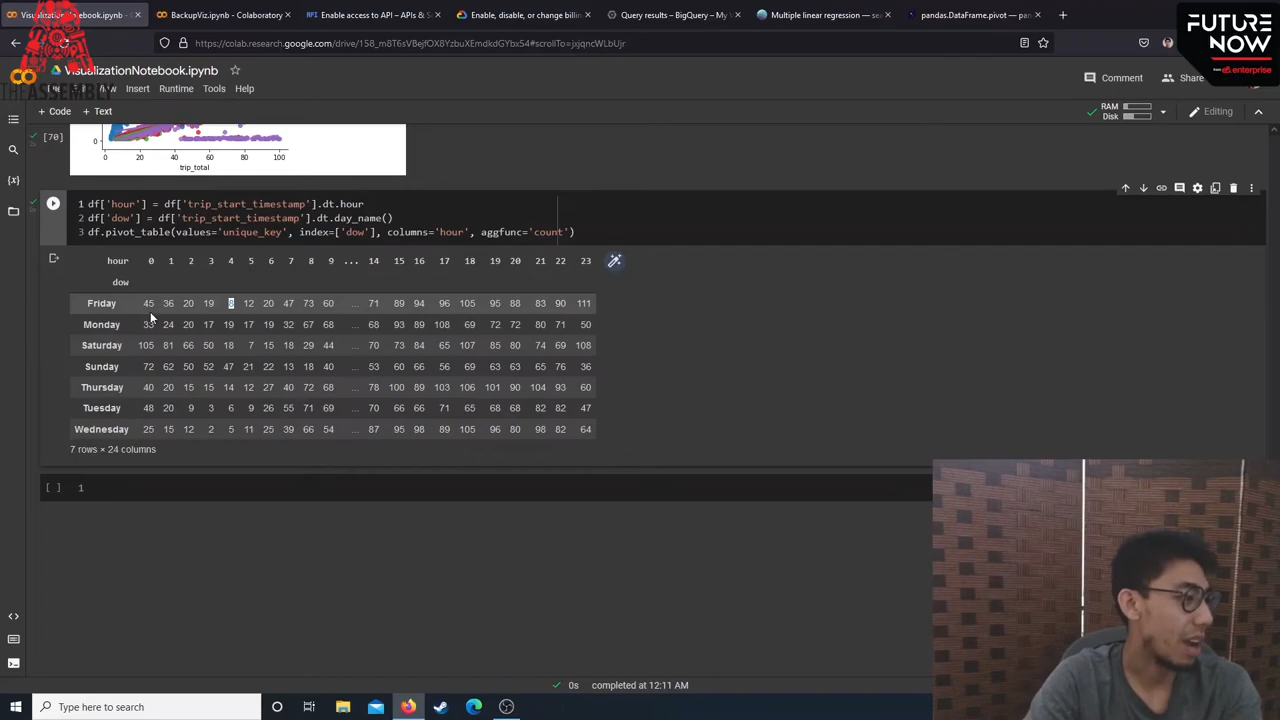 VisualizationNotebook.ipynb
BackupViz.ipynb - Colaboratory
Enable access to API – APIs & S
Enable, disable, or change billin
Query results – BigQuery – My
Multiple linear regression — se
pandas.DataFrame.pivot — pan
https://colab.research.google.com/drive/158_m8T6sVBejfOX8YzbuXEmdkdGYbx54#scrollTo=jxjqncWLbUjr
FUTURE
NOW
from e& enterprise
VisualizationNotebook.ipynb
Comment
Share
THE ASSEMBLY
View Insert Runtime Tools Help
+ Code + Text
RAM
Disk
Editing
[70]
0
0 20 40 60 80 100
trip_total
1 df['hour'] = df['trip_start_timestamp'].dt.hour
2 df['dow'] = df['trip_start_timestamp'].dt.day_name()
3 df.pivot_table(values='unique_key', index=['dow'], columns='hour', aggfunc='count')
hour 0 1 2 3 4 5 6 7 8 9 ... 14 15 16 17 18 19 20 21 22 23
dow
Friday 45 36 20 19 8 12 20 47 73 60 ... 71 89 94 96 105 95 88 83 90 111
Monday 33 24 20 17 19 17 19 32 67 68 ... 68 93 89 108 69 72 72 80 71 50
Saturday 105 81 66 50 18 7 15 18 29 44 ... 70 73 84 65 107 85 80 74 69 108
Sunday 72 62 50 52 47 21 22 13 18 40 ... 53 60 66 56 69 63 63 65 76 36
Thursday 40 20 15 15 14 12 27 40 72 68 ... 78 100 89 103 106 101 90 104 93 60
Tuesday 48 20 9 3 6 9 26 55 71 69 ... 70 66 66 71 65 68 68 82 82 47
Wednesday 25 15 12 2 5 11 25 39 66 54 ... 87 95 98 89 105 96 80 98 82 64
7 rows × 24 columns
[ ] 1
0s completed at 12:11 AM
Type here to search